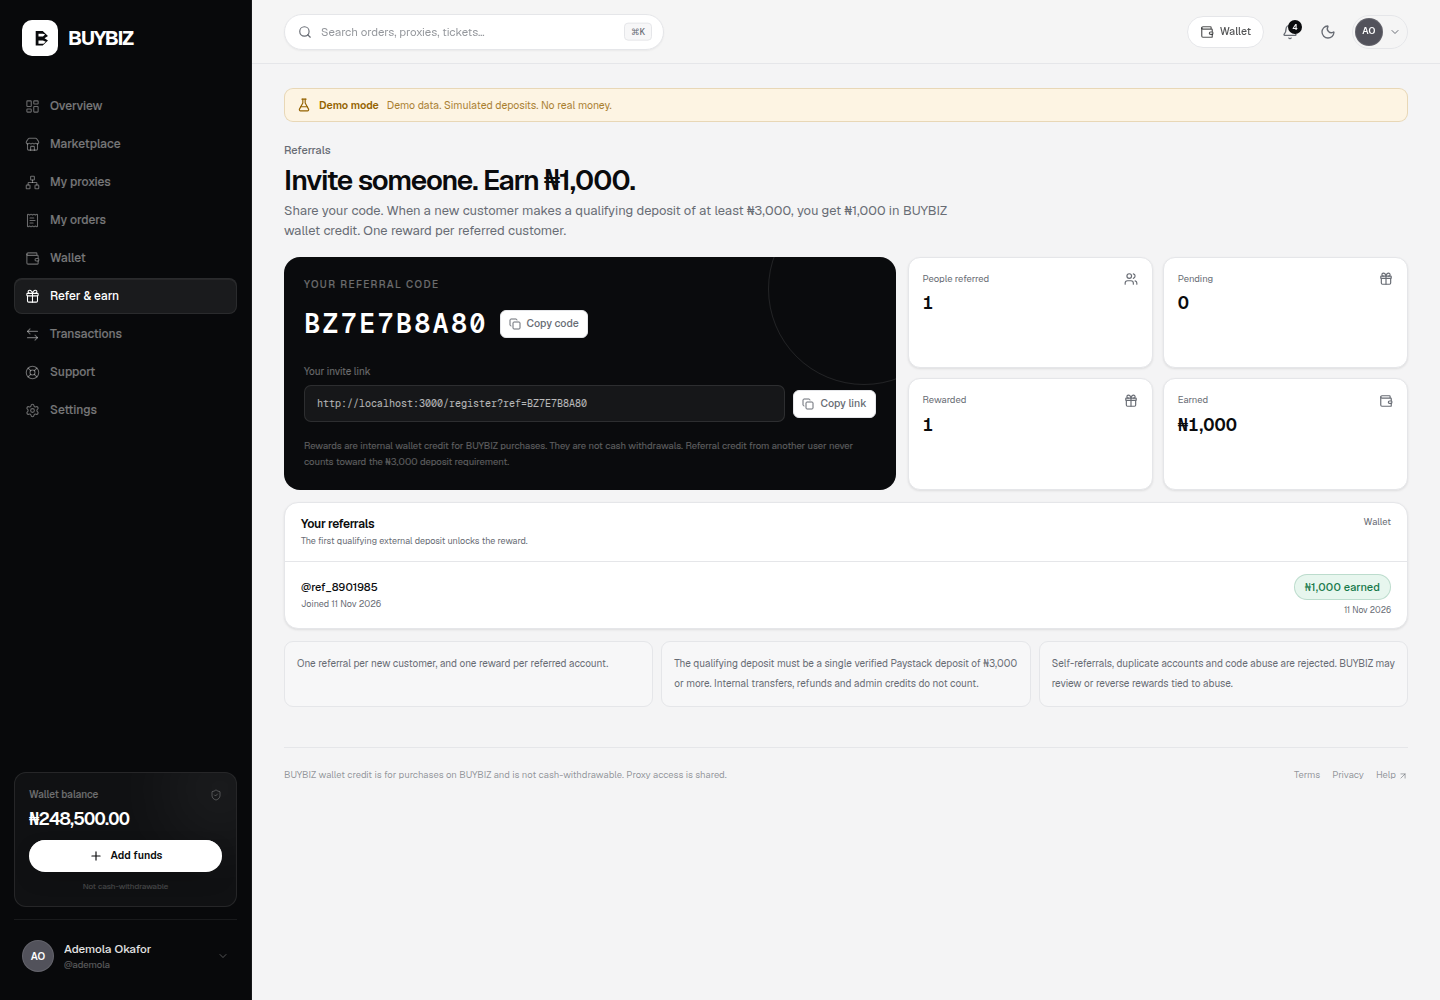 BUYBIZ
Overview
Marketplace
My proxies
My orders
Wallet
Refer & earn
Transactions
Support
Settings
Wallet balance
₦248,500.00
Add funds
Not cash-withdrawable
AO
Ademola Okafor
@ademola
Search orders, proxies, tickets...
⌘K
Wallet
4
AO
Demo mode Demo data. Simulated deposits. No real money.
Referrals
Invite someone. Earn ₦1,000.
Share your code. When a new customer makes a qualifying deposit of at least ₦3,000, you get ₦1,000 in BUYBIZ
wallet credit. One reward per referred customer.
YOUR REFERRAL CODE
BZ7E7B8A80
Copy code
Your invite link
http://localhost:3000/register?ref=BZ7E7B8A80
Copy link
Rewards are internal wallet credit for BUYBIZ purchases. They are not cash withdrawals. Referral credit from another user never
counts toward the ₦3,000 deposit requirement.
People referred
1
Pending
0
Rewarded
1
Earned
₦1,000
Your referrals
The first qualifying external deposit unlocks the reward.
Wallet
@ref_8901985
Joined 11 Nov 2026
₦1,000 earned
11 Nov 2026
One referral per new customer, and one reward per referred account.
The qualifying deposit must be a single verified Paystack deposit of ₦3,000
or more. Internal transfers, refunds and admin credits do not count.
Self-referrals, duplicate accounts and code abuse are rejected. BUYBIZ may
review or reverse rewards tied to abuse.
BUYBIZ wallet credit is for purchases on BUYBIZ and is not cash-withdrawable. Proxy access is shared.
Terms
Privacy
Help